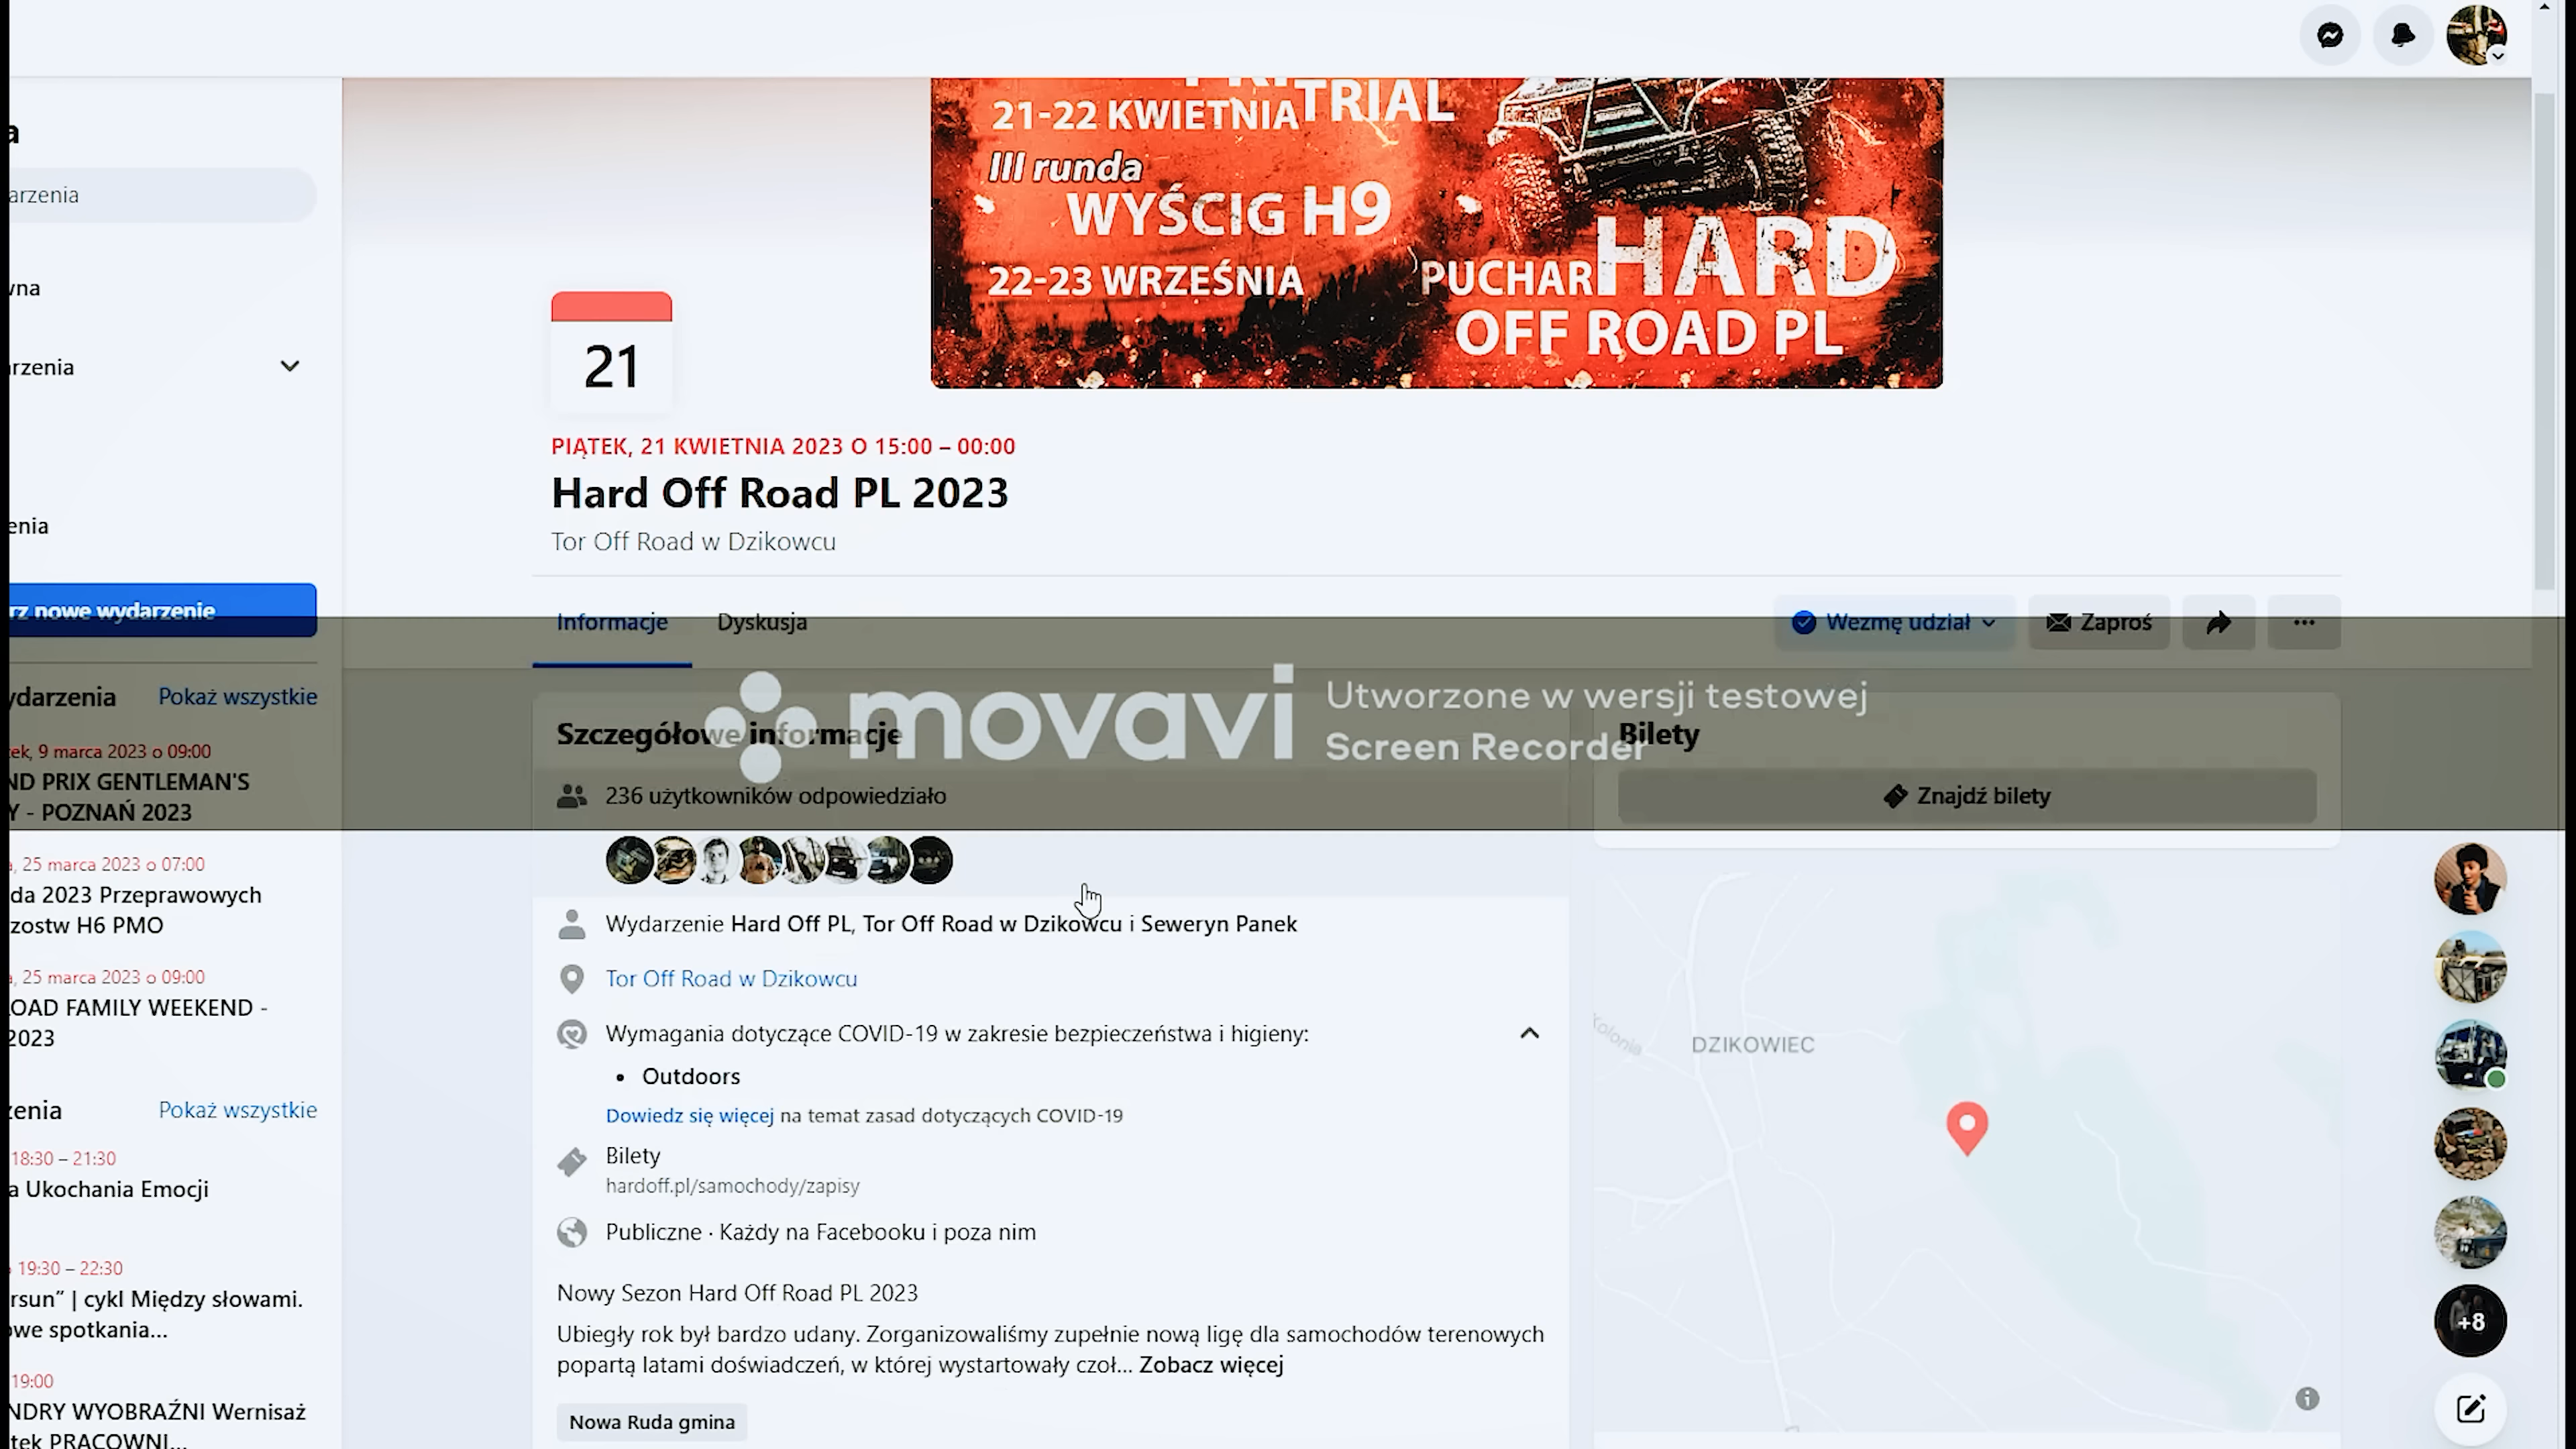 21-22 KWIETNIA TRIAL
III runda
WYŚCIG H9
22-23 WRZEŚNIA
PUCHAR HARD
OFF ROAD PL
a
arzenia
wna
arzenia
enia
rz nowe wydarzenie
ydarzenia Pokaż wszystkie
tek, 9 marca 2023 o 09:00
ND PRIX GENTLEMAN'S
Y - POZNAŃ 2023
a, 25 marca 2023 o 07:00
da 2023 Przeprawowych
zostw H6 PMO
a, 25 marca 2023 o 09:00
OAD FAMILY WEEKEND -
2023
zenia Pokaż wszystkie
18:30 – 21:30
a Ukochania Emocji
19:30 – 22:30
rsun” | cykl Między słowami.
owe spotkania...
19:00
NDRY WYOBRAŹNI Wernisaż
tek PRACOWNI...
21
PIĄTEK, 21 KWIETNIA 2023 O 15:00 – 00:00
Hard Off Road PL 2023
Tor Off Road w Dzikowcu
Informacje Dyskusja
Wezmę udział Zaproś
movavi Utworzone w wersji testowej
Screen Recorder
Szczegółowe informacje
236 użytkowników odpowiedziało
Wydarzenie Hard Off PL, Tor Off Road w Dzikowcu i Seweryn Panek
Tor Off Road w Dzikowcu
Wymagania dotyczące COVID-19 w zakresie bezpieczeństwa i higieny:
• Outdoors
Dowiedz się więcej na temat zasad dotyczących COVID-19
Bilety
hardoff.pl/samochody/zapisy
Publiczne · Każdy na Facebooku i poza nim
Nowy Sezon Hard Off Road PL 2023
Ubiegły rok był bardzo udany. Zorganizowaliśmy zupełnie nową ligę dla samochodów terenowych
popartą latami doświadczeń, w której wystartowały czoł... Zobacz więcej
Nowa Ruda gmina
Bilety
Znajdź bilety
Kolonia
DZIKOWIEC
+8